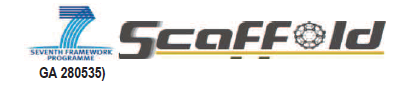 SEVENTH FRAMEWORK
PROGRAMME
GA 280535)
Scaffold